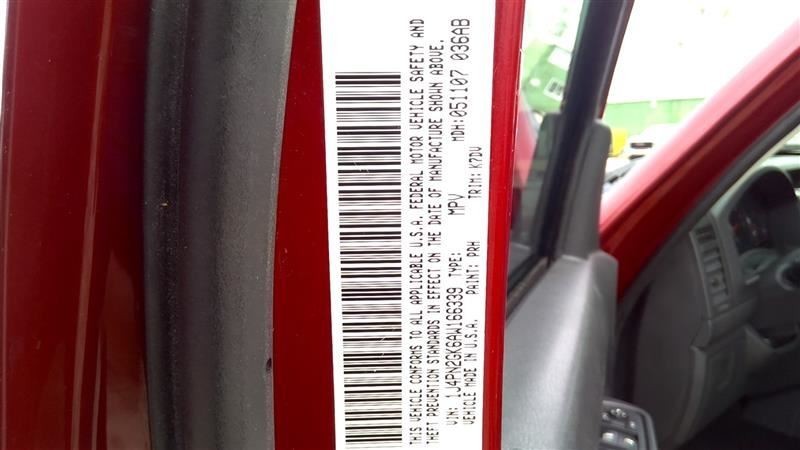 THIS VEHICLE CONFORMS TO ALL APPLICABLE U.S.A. FEDERAL MOTOR VEHICLE SAFETY AND
THEFT PREVENTION STANDARDS IN EFFECT ON THE DATE OF MANUFACTURE SHOWN ABOVE.
VIN: 1J4PN2GK6AW166339 TYPE: MPV MDH:051107 036AB
VEHICLE MADE IN U.S.A. PAINT: PRH TRIM: K7DV